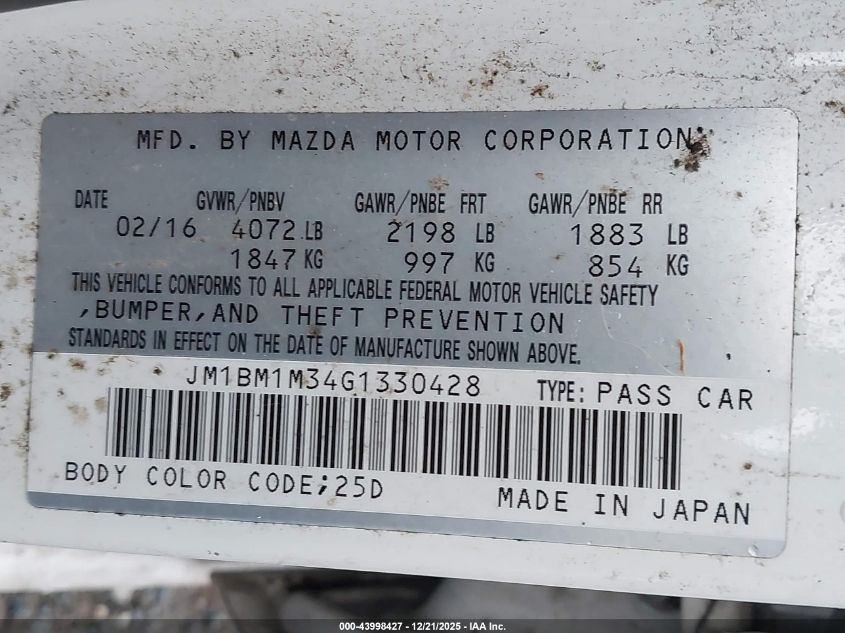 MFD. BY MAZDA MOTOR CORPORATION
DATE GVWR/PNBV GAWR/PNBE FRT GAWR/PNBE RR
02/16 4072 LB 2198 LB 1883 LB
1847 KG 997 KG 854 KG
THIS VEHICLE CONFORMS TO ALL APPLICABLE FEDERAL MOTOR VEHICLE SAFETY
,BUMPER,AND THEFT PREVENTION
STANDARDS IN EFFECT ON THE DATE OF MANUFACTURE SHOWN ABOVE.
JM1BM1M34G1330428 TYPE: PASS CAR
BODY COLOR CODE;25D
MADE IN JAPAN
000-43998427 - 12/21/2025 - IAA Inc.